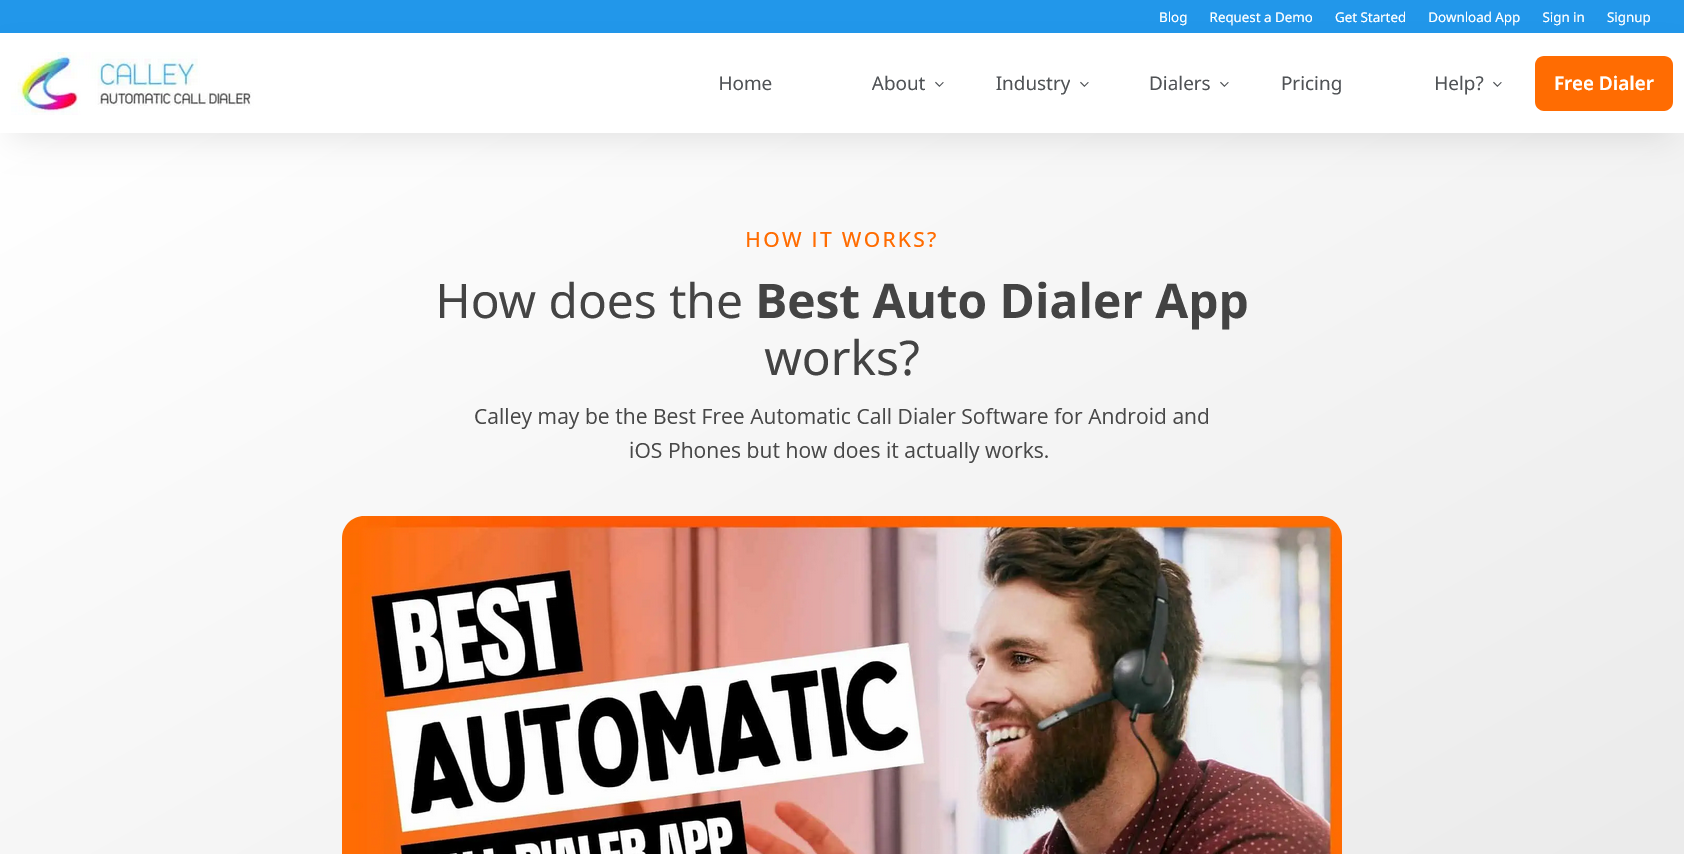 Blog Request a Demo Get Started Download App Sign in Signup
CALLEY
AUTOMATIC CALL DIALER
Home About Industry Dialers Pricing Help? Free Dialer
HOW IT WORKS?
How does the Best Auto Dialer App
works?
Calley may be the Best Free Automatic Call Dialer Software for Android and
iOS Phones but how does it actually works.
BEST
AUTOMATIC
DIALER APP